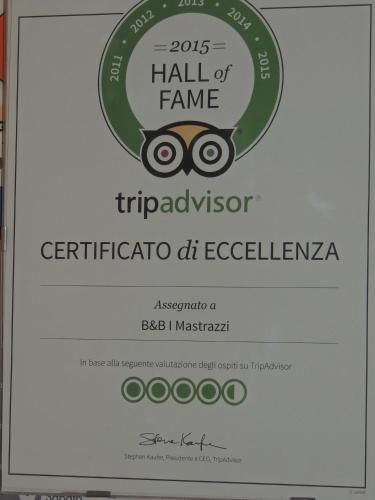 2011 • 2012 • 2013 • 2014 • 2015
2015
HALL of
FAME
tripadvisor®
CERTIFICATO di ECCELLENZA
Assegnato a
B&B I Mastrazzi
In base alla seguente valutazione degli ospiti su TripAdvisor
Stephen Kaufer, Presidente e CEO, TripAdvisor